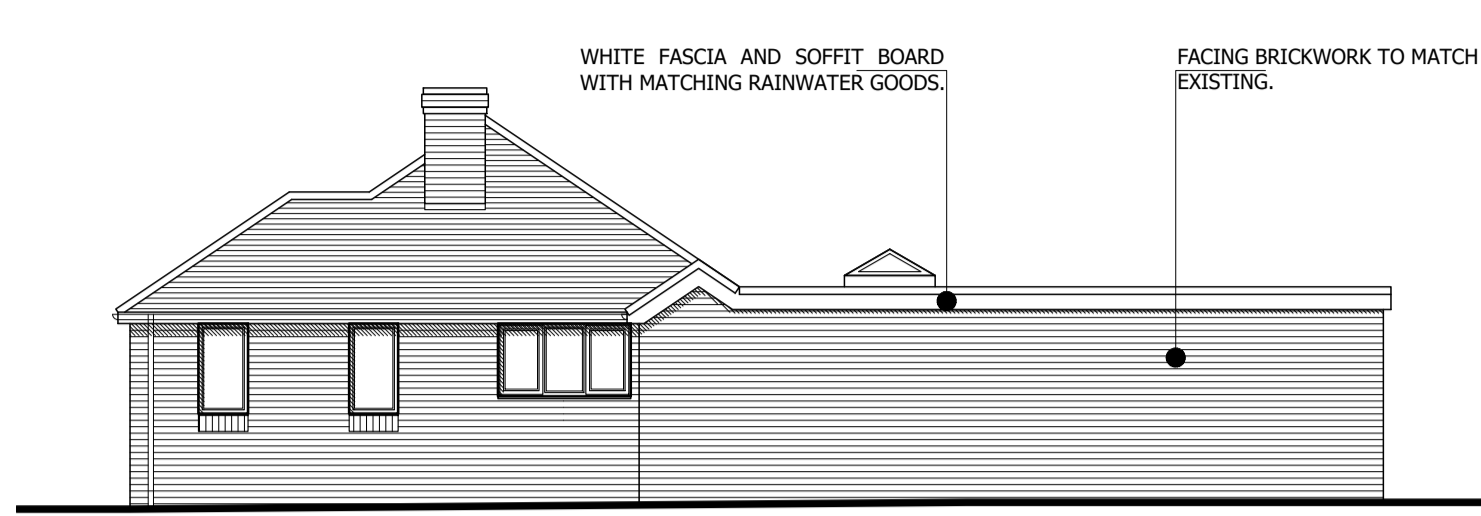 WHITE FASCIA AND SOFFIT BOARD
WITH MATCHING RAINWATER GOODS.
FACING BRICKWORK TO MATCH
EXISTING.